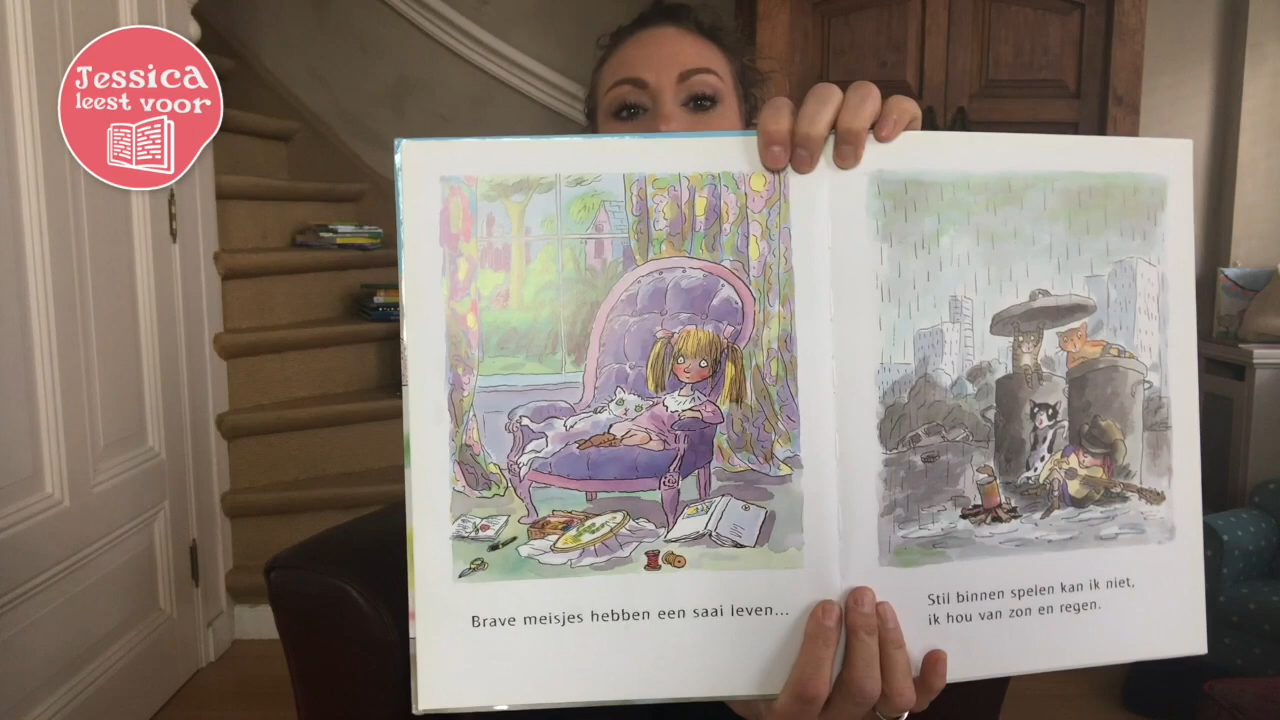 Jessica
leest voor
Brave meisjes hebben een saai leven...
Stil binnen spelen kan ik niet,
ik hou van zon en regen.